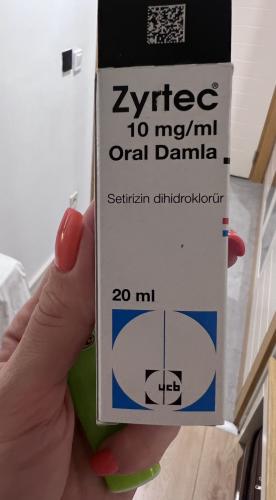 Zyrtec®
10 mg/ml
Oral Damla
Setirizin dihidroklorür
20 ml
ucb